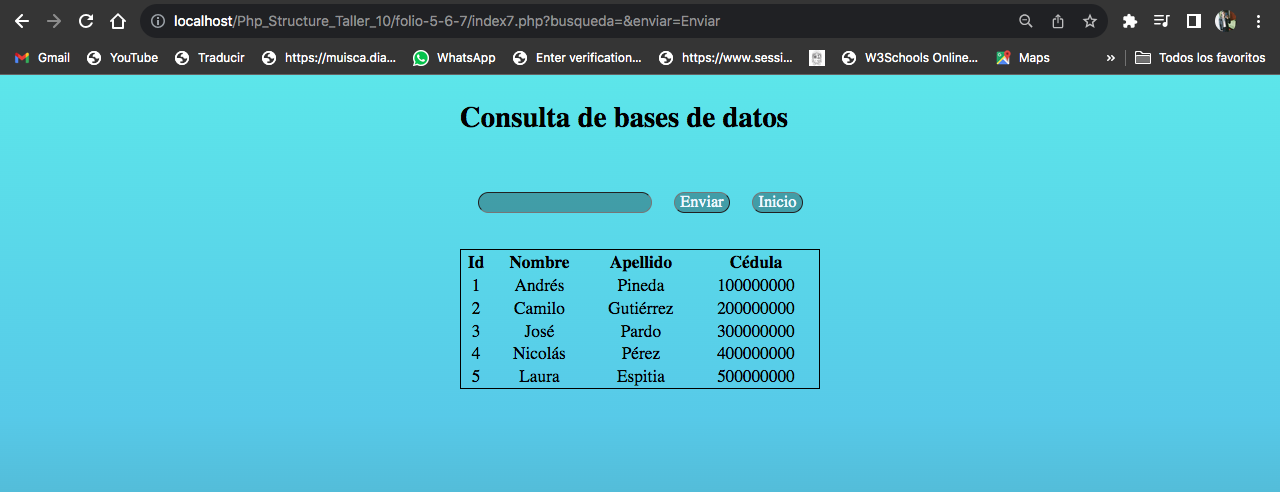 localhost/Php_Structure_Taller_10/folio-5-6-7/index7.php?busqueda=&enviar=Enviar
Gmail YouTube Traducir https://muisca.dia... WhatsApp Enter verification... https://www.sessi... W3Schools Online... Maps » Todos los favoritos
Consulta de bases de datos
Enviar Inicio
Id Nombre Apellido Cédula
1 Andrés Pineda 100000000
2 Camilo Gutiérrez 200000000
3 José Pardo 300000000
4 Nicolás Pérez 400000000
5 Laura Espitia 500000000